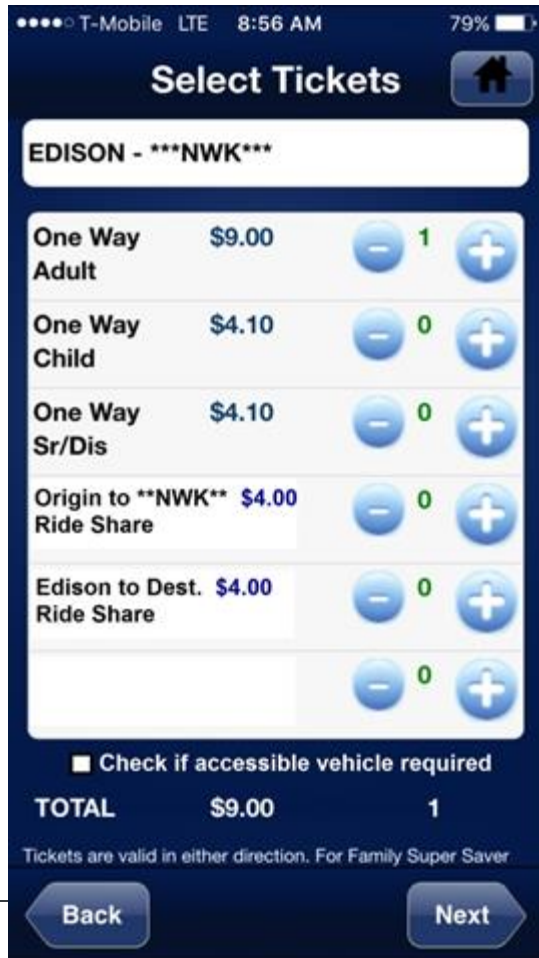 T-Mobile LTE 8:56 AM 79%
Select Tickets
EDISON - ***NWK***
One Way $9.00 - 1 +
Adult
One Way $4.10 - 0 +
Child
One Way $4.10 - 0 +
Sr/Dis
Origin to **NWK** $4.00 - 0 +
Ride Share
Edison to Dest. $4.00 - 0 +
Ride Share
- 0 +
Check if accessible vehicle required
TOTAL $9.00 1
Tickets are valid in either direction. For Family Super Saver
Back Next